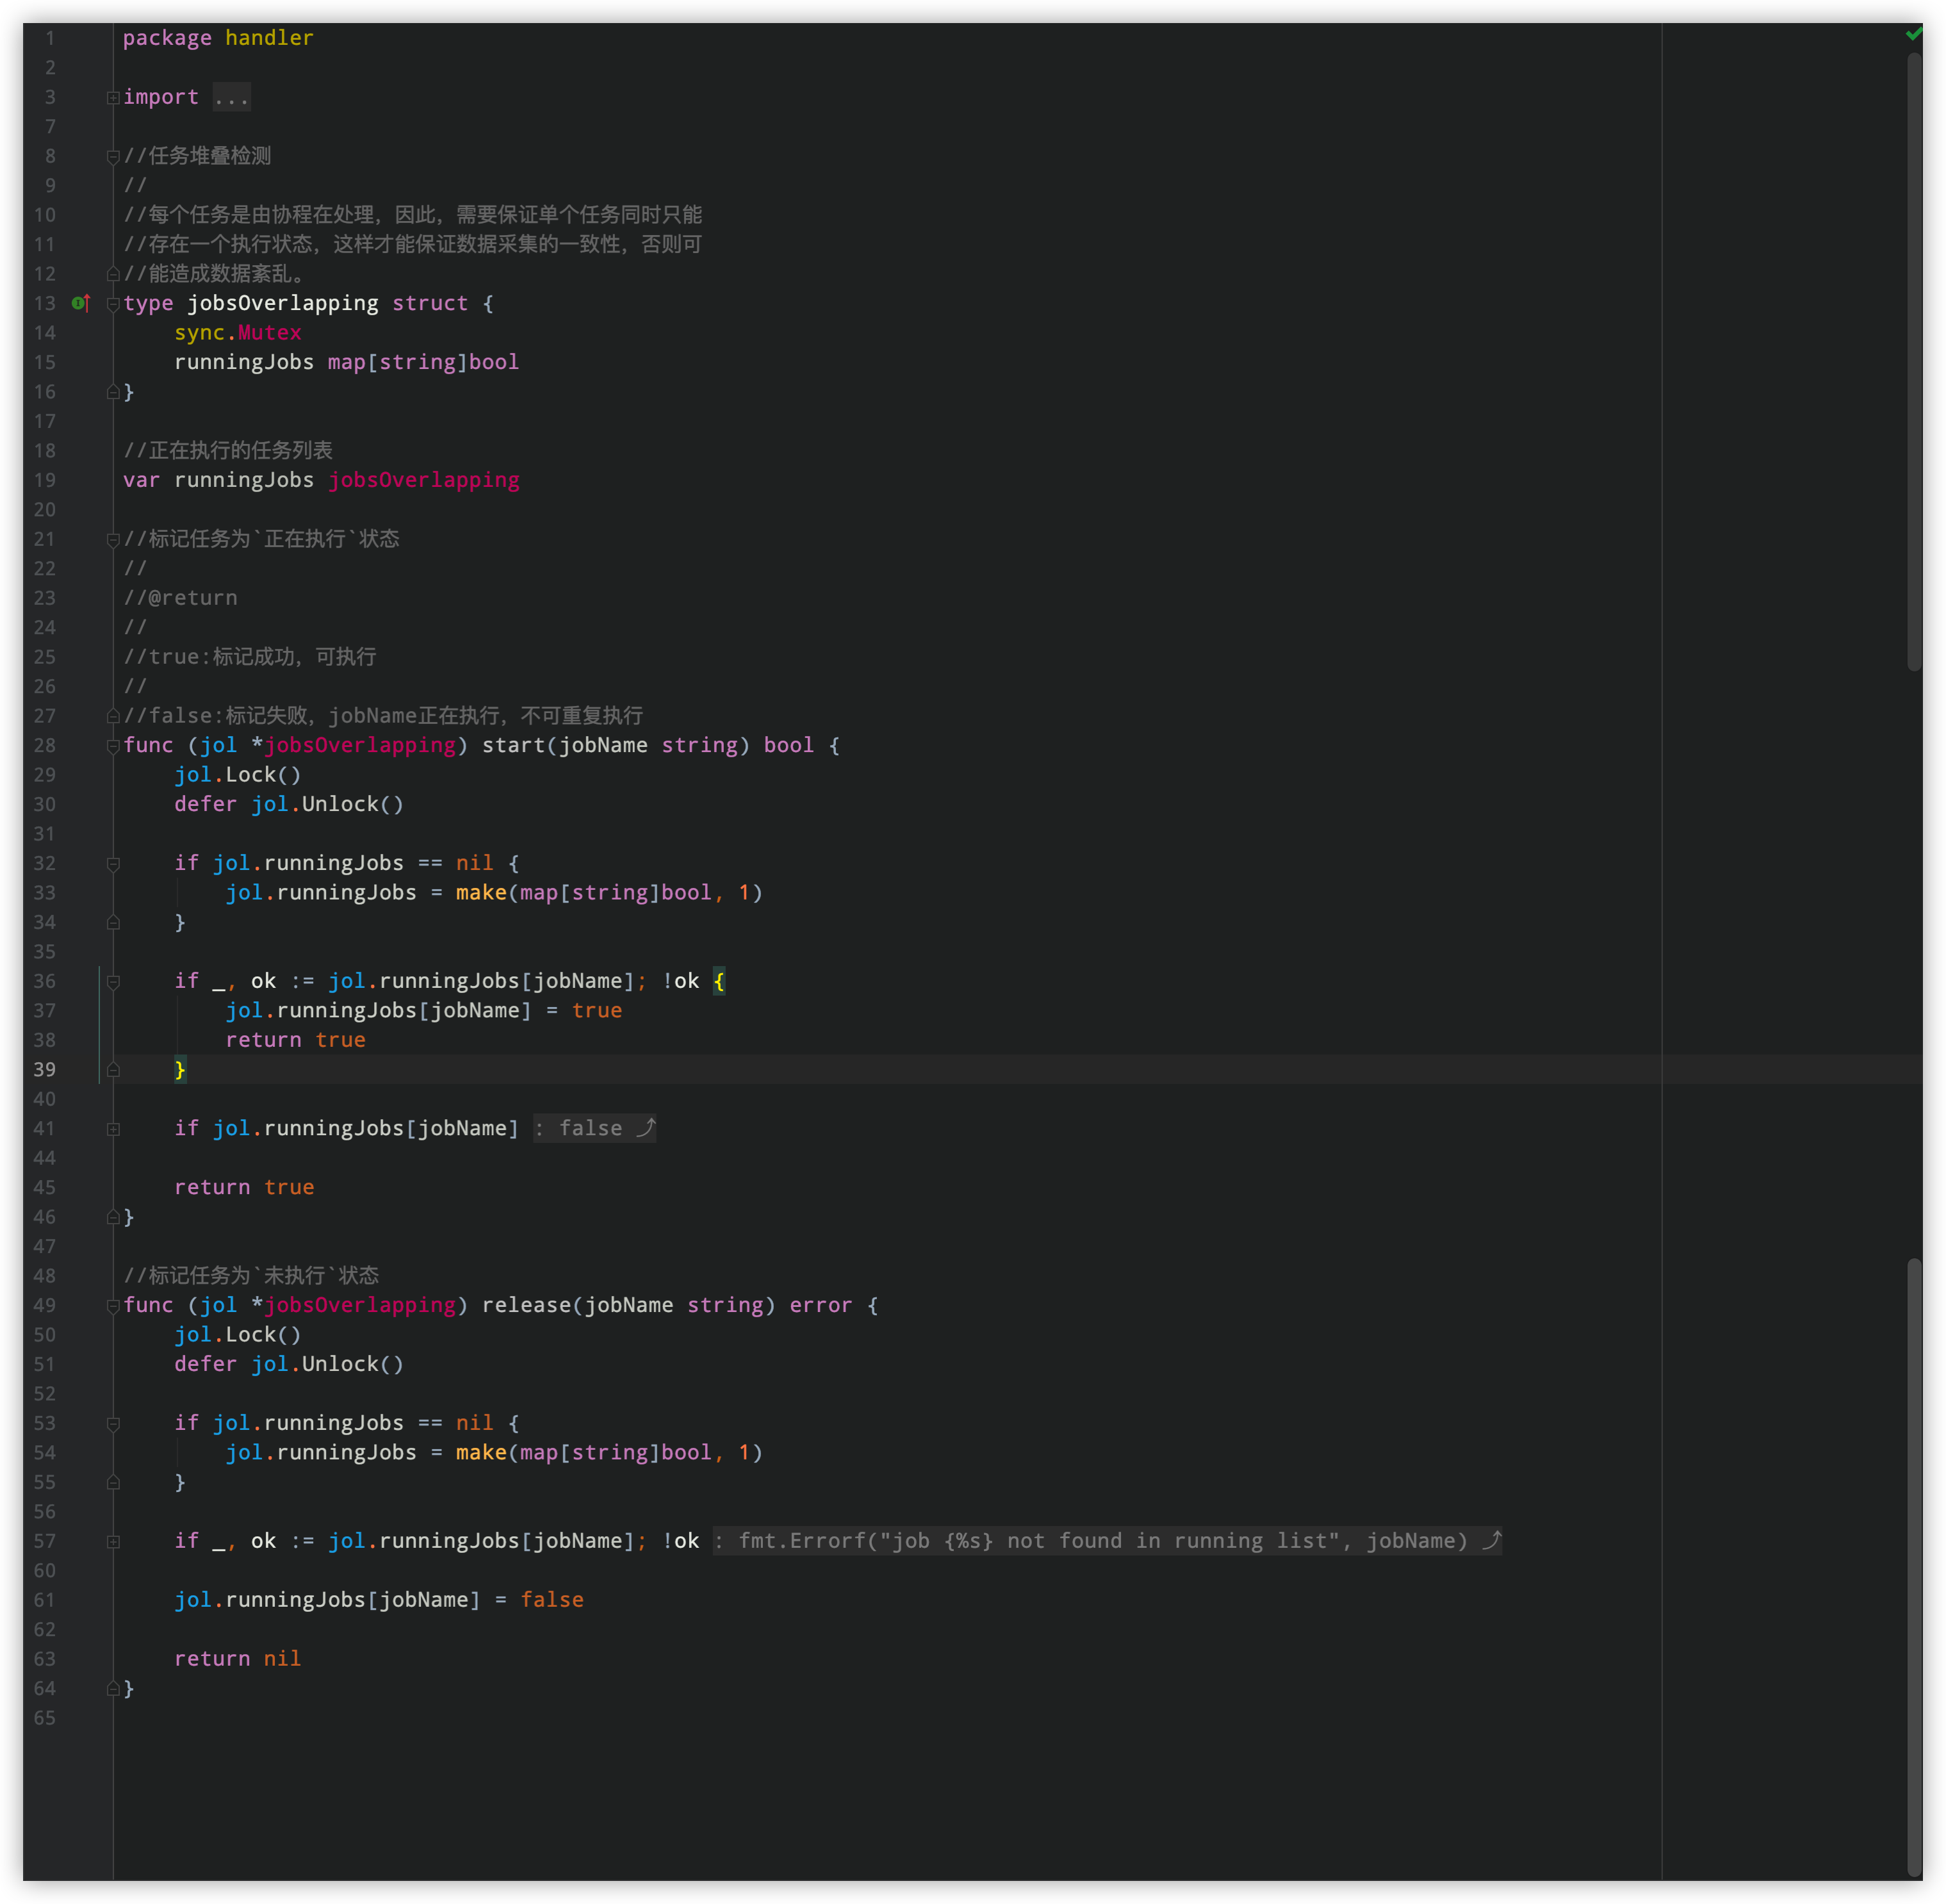 1 package handler
2
3 import ...
7
8 //任务堆叠检测
9 //
10 //每个任务是由协程在处理，因此，需要保证单个任务同时只能
11 //存在一个执行状态，这样才能保证数据采集的一致性，否则可
12 //能造成数据紊乱。
13 type jobsOverlapping struct {
14 sync.Mutex
15 runningJobs map[string]bool
16 }
17
18 //正在执行的任务列表
19 var runningJobs jobsOverlapping
20
21 //标记任务为`正在执行`状态
22 //
23 //@return
24 //
25 //true:标记成功，可执行
26 //
27 //false:标记失败，jobName正在执行，不可重复执行
28 func (jol *jobsOverlapping) start(jobName string) bool {
29 jol.Lock()
30 defer jol.Unlock()
31
32 if jol.runningJobs == nil {
33 jol.runningJobs = make(map[string]bool, 1)
34 }
35
36 if _, ok := jol.runningJobs[jobName]; !ok {
37 jol.runningJobs[jobName] = true
38 return true
39 }
40
41 if jol.runningJobs[jobName] : false ⤴
44
45 return true
46 }
47
48 //标记任务为`未执行`状态
49 func (jol *jobsOverlapping) release(jobName string) error {
50 jol.Lock()
51 defer jol.Unlock()
52
53 if jol.runningJobs == nil {
54 jol.runningJobs = make(map[string]bool, 1)
55 }
56
57 if _, ok := jol.runningJobs[jobName]; !ok : fmt.Errorf("job {%s} not found in running list", jobName) ⤴
60
61 jol.runningJobs[jobName] = false
62
63 return nil
64 }
65